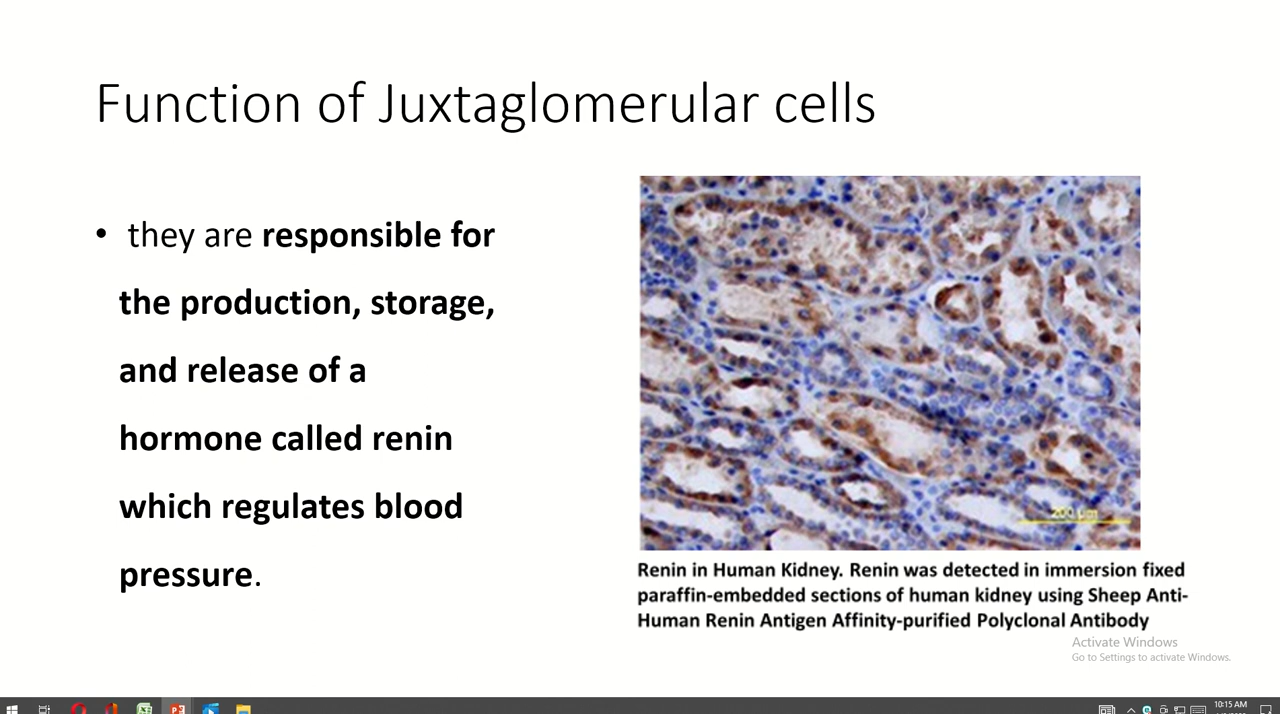 Function of Juxtaglomerular cells
• they are responsible for
the production, storage,
and release of a
hormone called renin
which regulates blood
pressure.
200 µm
Renin in Human Kidney. Renin was detected in immersion fixed
paraffin-embedded sections of human kidney using Sheep Anti-
Human Renin Antigen Affinity-purified Polyclonal Antibody
Activate Windows
Go to Settings to activate Windows.
10:15 AM